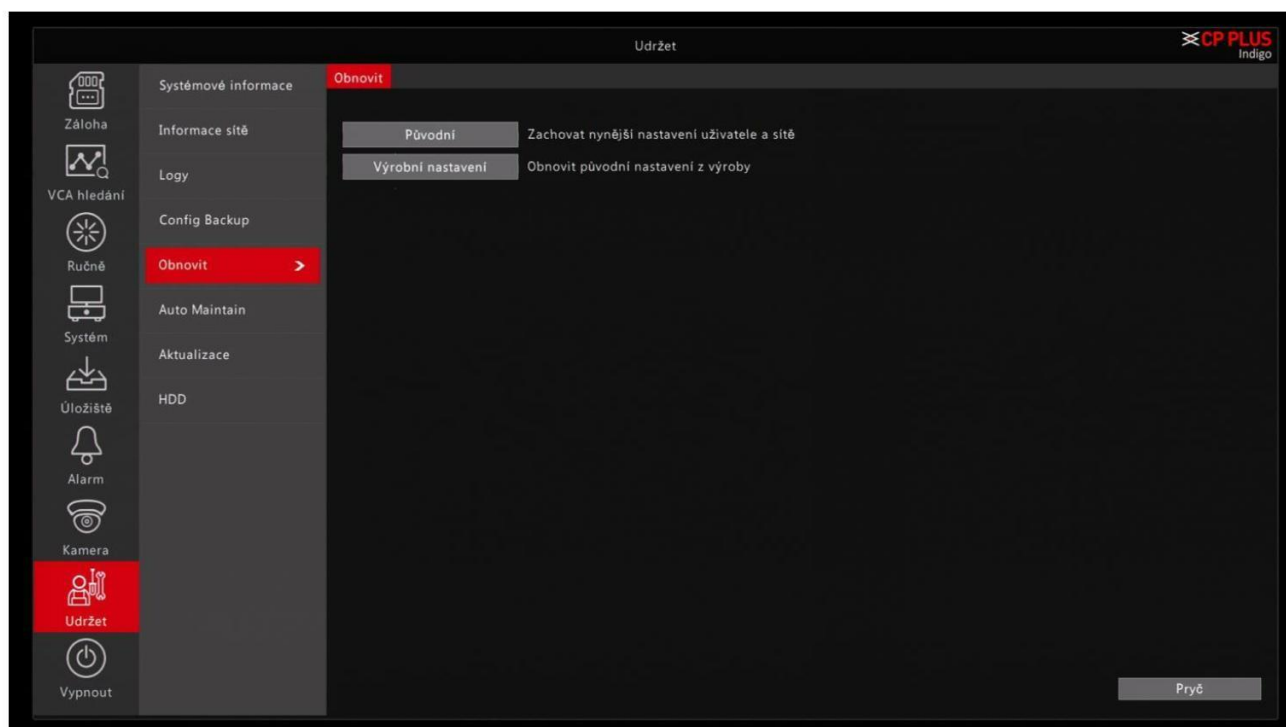 Udržet
CP PLUS
Indigo
Záloha
VCA hledání
Ručně
Systém
Úložiště
Alarm
Kamera
Udržet
Vypnout
Systémové informace
Informace sítě
Logy
Config Backup
Obnovit
Auto Maintain
Aktualizace
HDD
Obnovit
Původní Zachovat nynější nastavení uživatele a sítě
Výrobní nastavení Obnovit původní nastavení z výroby
Pryč